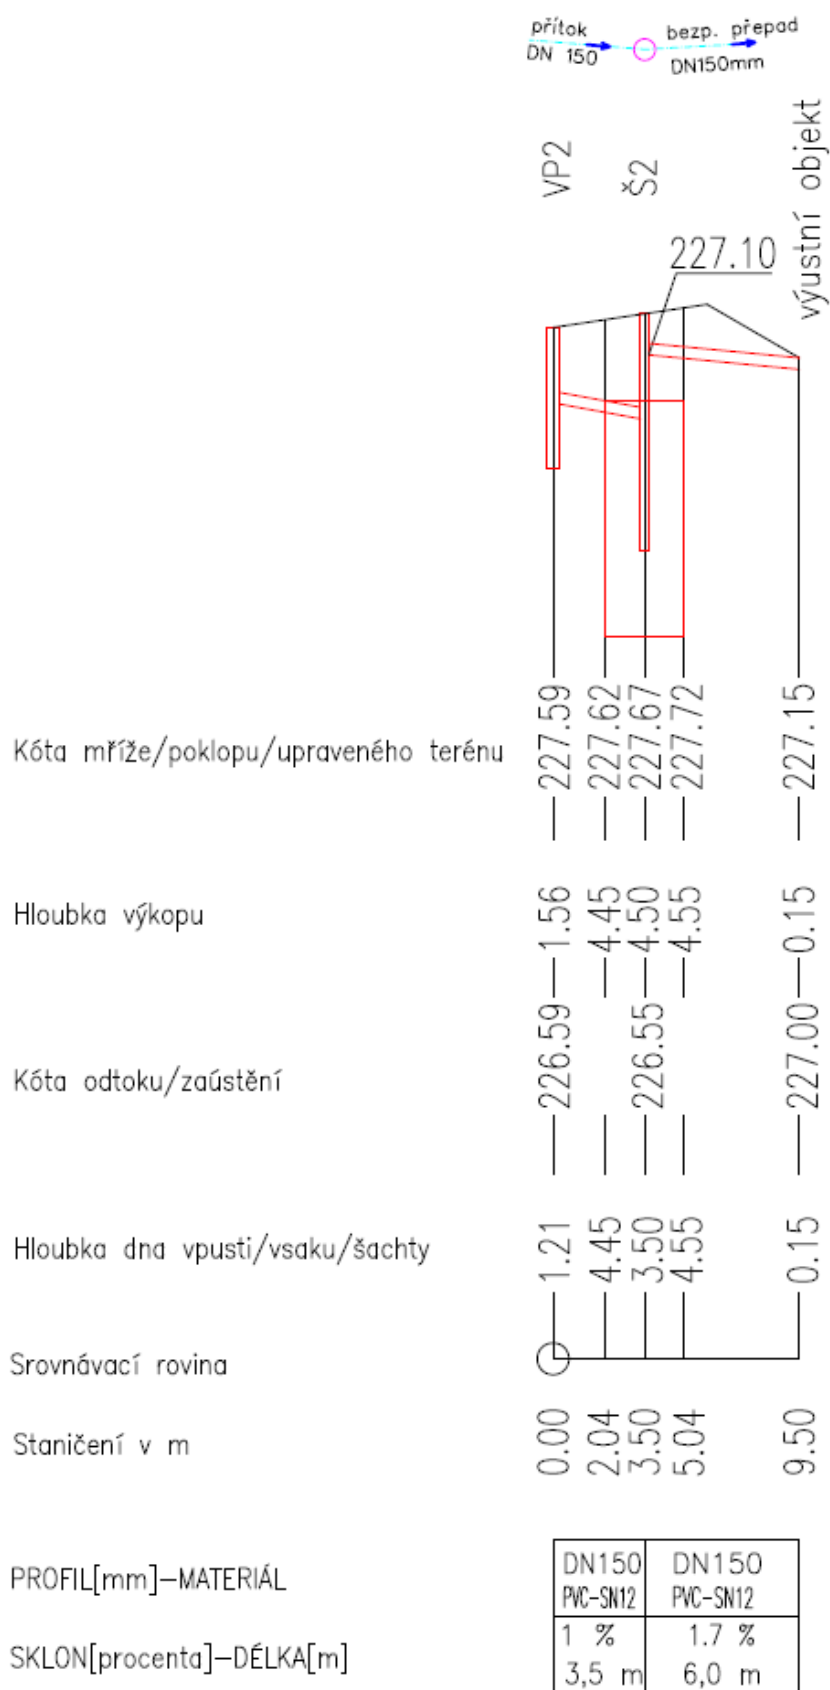 přítok
bezp. přepad
DN 150
DN150mm
VP2
Š2
výustní objekt
227.10
Kóta mříže/poklopu/upraveného terénu
227.59
227.62
227.67
227.72
227.15
Hloubka výkopu
1.56
4.45
4.50
4.55
0.15
Kóta odtoku/zaústění
226.59
226.55
227.00
Hloubka dna vpusti/vsaku/šachty
1.21
4.45
3.50
4.55
0.15
Srovnávací rovina
Staničení v m
0.00
2.04
3.50
5.04
9.50
PROFIL[mm]–MATERIÁL
DN150
DN150
PVC-SN12
PVC-SN12
SKLON[procenta]–DÉLKA[m]
1 %
1.7 %
3,5 m
6,0 m